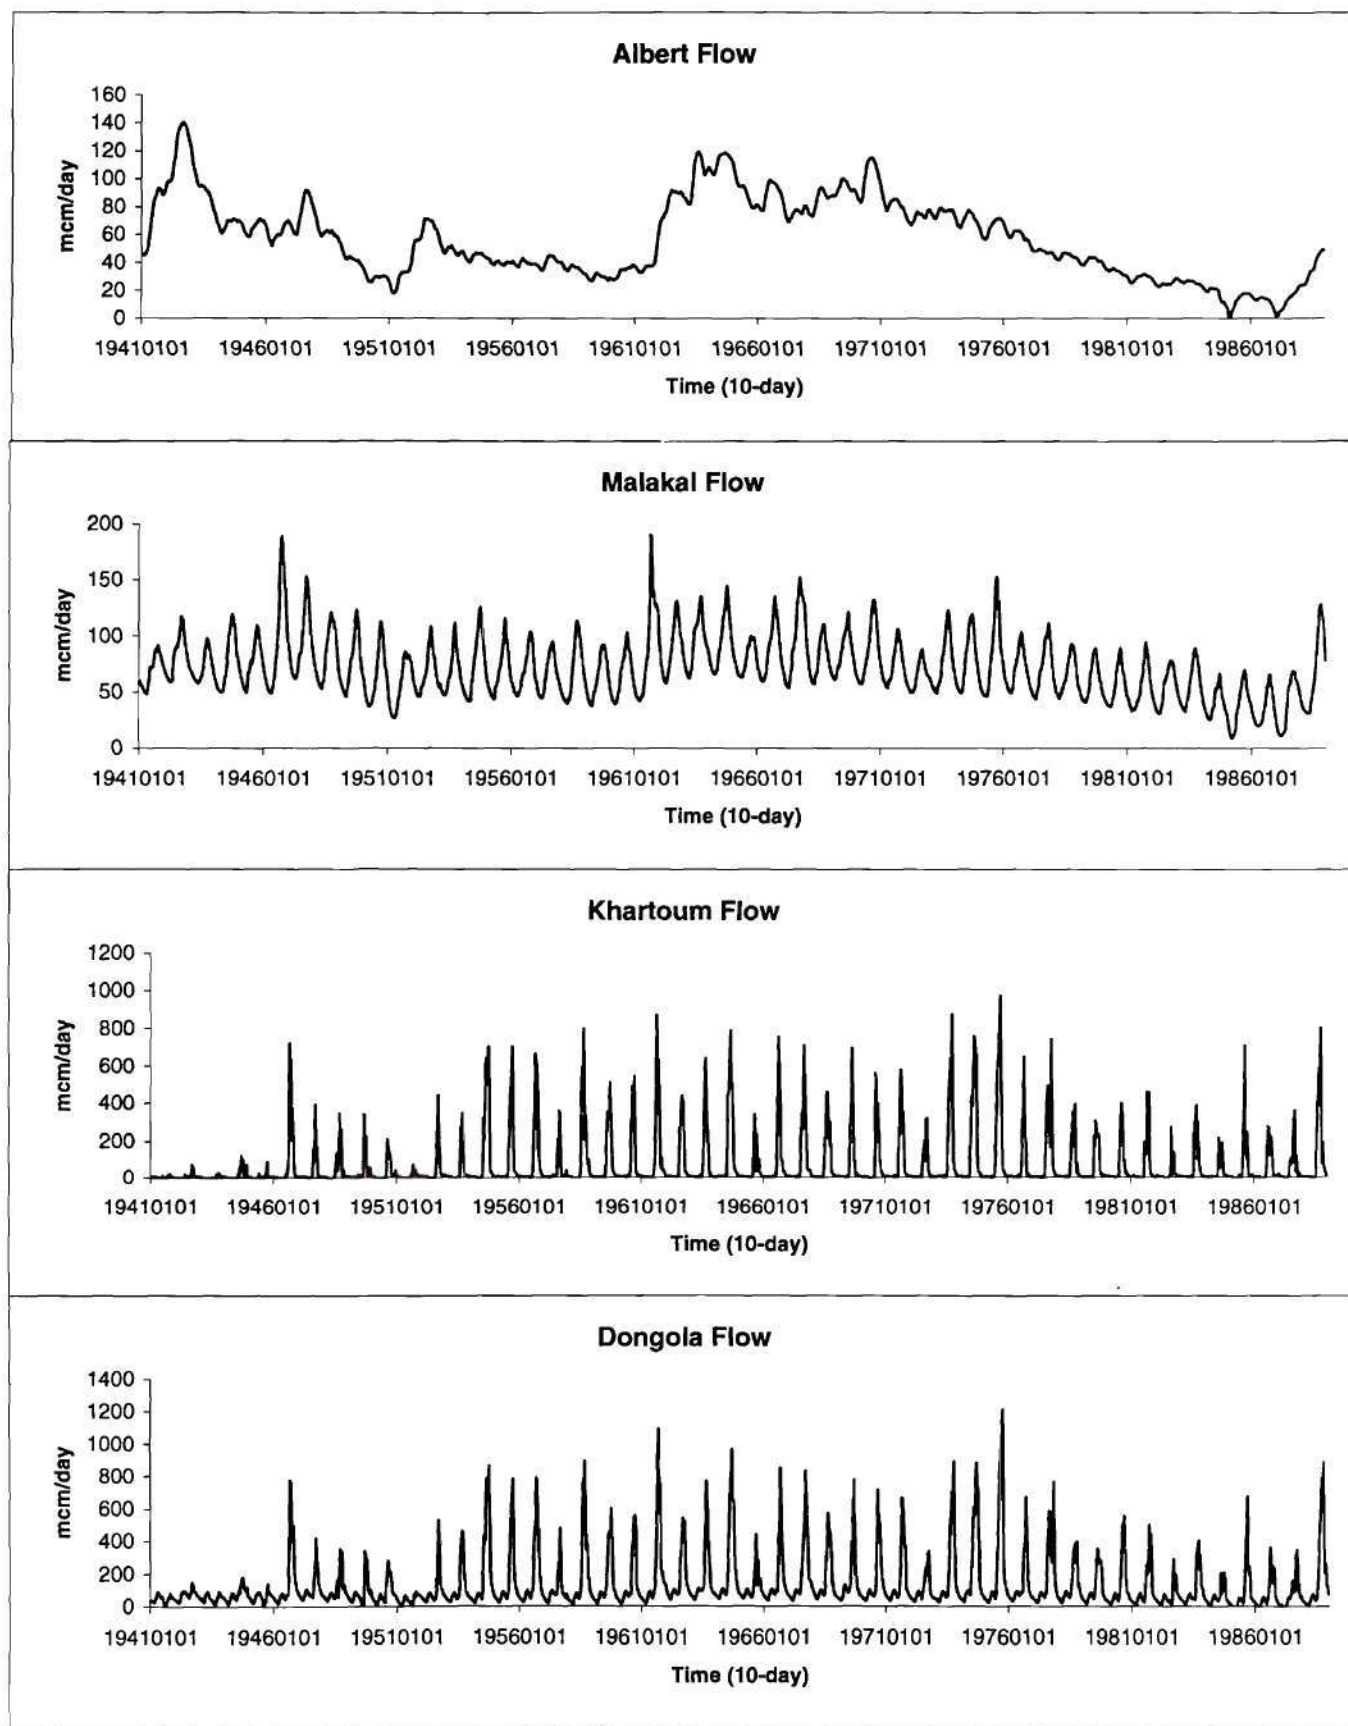 Albert Flow
160
140
120
100
80
60
40
20
0
mcm/day
19410101 19460101 19510101 19560101 19610101 19660101 19710101 19760101 19810101 19860101
Time (10-day)
Malakal Flow
200
150
100
50
0
mcm/day
19410101 19460101 19510101 19560101 19610101 19660101 19710101 19760101 19810101 19860101
Time (10-day)
Khartoum Flow
1200
1000
800
600
400
200
0
mcm/day
19410101 19460101 19510101 19560101 19610101 19660101 19710101 19760101 19810101 19860101
Time (10-day)
Dongola Flow
1400
1200
1000
800
600
400
200
0
mcm/day
19410101 19460101 19510101 19560101 19610101 19660101 19710101 19760101 19810101 19860101
Time (10-day)